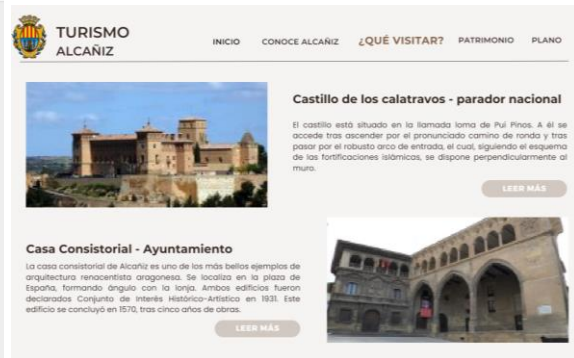 TURISMO
ALCAÑIZ
INICIO CONOCE ALCAÑIZ ¿QUÉ VISITAR? PATRIMONIO PLANO
Castillo de los calatravos - parador nacional
El castillo está situado en la llamada loma de Pui Pinos. A él se
accede tras ascender por el pronunciado camino de ronda y tras
pasar por el robusto arco de entrada, el cual, siguiendo el esquema
de las fortificaciones islámicas, se dispone perpendicularmente al
muro.
LEER MÁS
Casa Consistorial - Ayuntamiento
La casa consistorial de Alcañiz es uno de los más bellos ejemplos de
arquitectura renacentista aragonesa. Se localiza en la plaza de
España, formando ángulo con la lonja. Ambos edificios fueron
declarados Conjunto de Interés Histórico-Artístico en 1931. Este
edificio se concluyó en 1570, tras cinco años de obras.
LEER MÁS